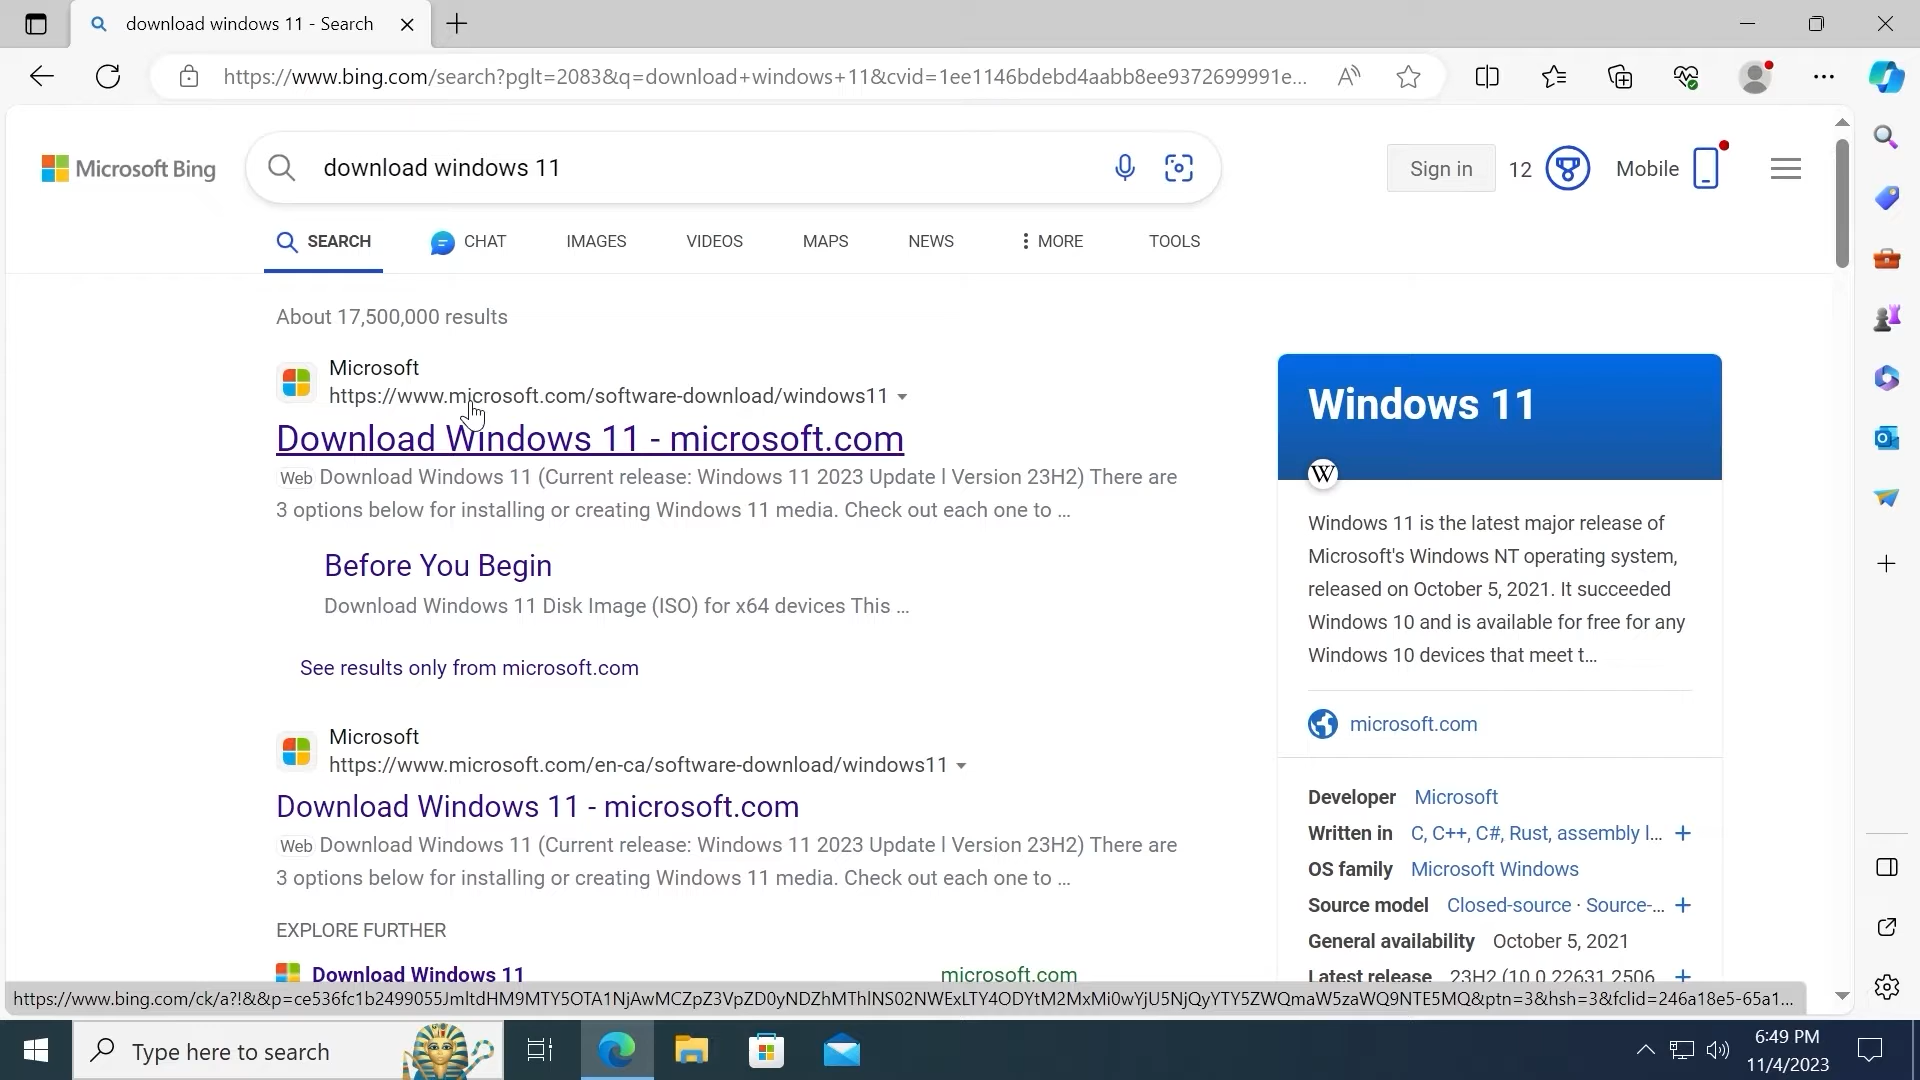 download windows 11 - Search
https://www.bing.com/search?pglt=2083&q=download+windows+11&cvid=1ee1146bdebd4aabb8ee9372699991e...
Microsoft Bing
download windows 11
Sign in
12
Mobile
SEARCH
CHAT
IMAGES
VIDEOS
MAPS
NEWS
MORE
TOOLS
About 17,500,000 results
Microsoft
https://www.microsoft.com/software-download/windows11
Download Windows 11 - microsoft.com
Web Download Windows 11 (Current release: Windows 11 2023 Update l Version 23H2) There are
3 options below for installing or creating Windows 11 media. Check out each one to ...
Before You Begin
Download Windows 11 Disk Image (ISO) for x64 devices This ...
See results only from microsoft.com
Microsoft
https://www.microsoft.com/en-ca/software-download/windows11
Download Windows 11 - microsoft.com
Web Download Windows 11 (Current release: Windows 11 2023 Update l Version 23H2) There are
3 options below for installing or creating Windows 11 media. Check out each one to ...
EXPLORE FURTHER
Download Windows 11
microsoft.com
Windows 11
W
Windows 11 is the latest major release of
Microsoft's Windows NT operating system,
released on October 5, 2021. It succeeded
Windows 10 and is available for free for any
Windows 10 devices that meet t...
microsoft.com
Developer Microsoft
Written in C, C++, C#, Rust, assembly l...
OS family Microsoft Windows
Source model Closed-source · Source-...
General availability October 5, 2021
Latest release 23H2 (10.0.22631.2506
https://www.bing.com/ck/a?!&&p=ce536fc1b2499055JmltdHM9MTY5OTA1NjAwMCZpZ3VpZD0yNDZhMThlNS02NWExLTY4ODYtM2MxMi0wYjU5NjQyYTY5ZWQmaW5zaWQ9NTE5MQ&ptn=3&hsh=3&fclid=246a18e5-65a1...
Type here to search
6:49 PM
11/4/2023